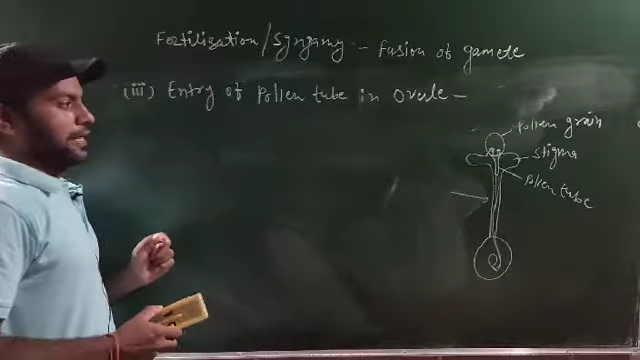 Fertilization/Syngamy - Fusion of gamete
(iii) Entry of Pollen tube in Ovule -
Pollen grain
Stigma
Pollen tube